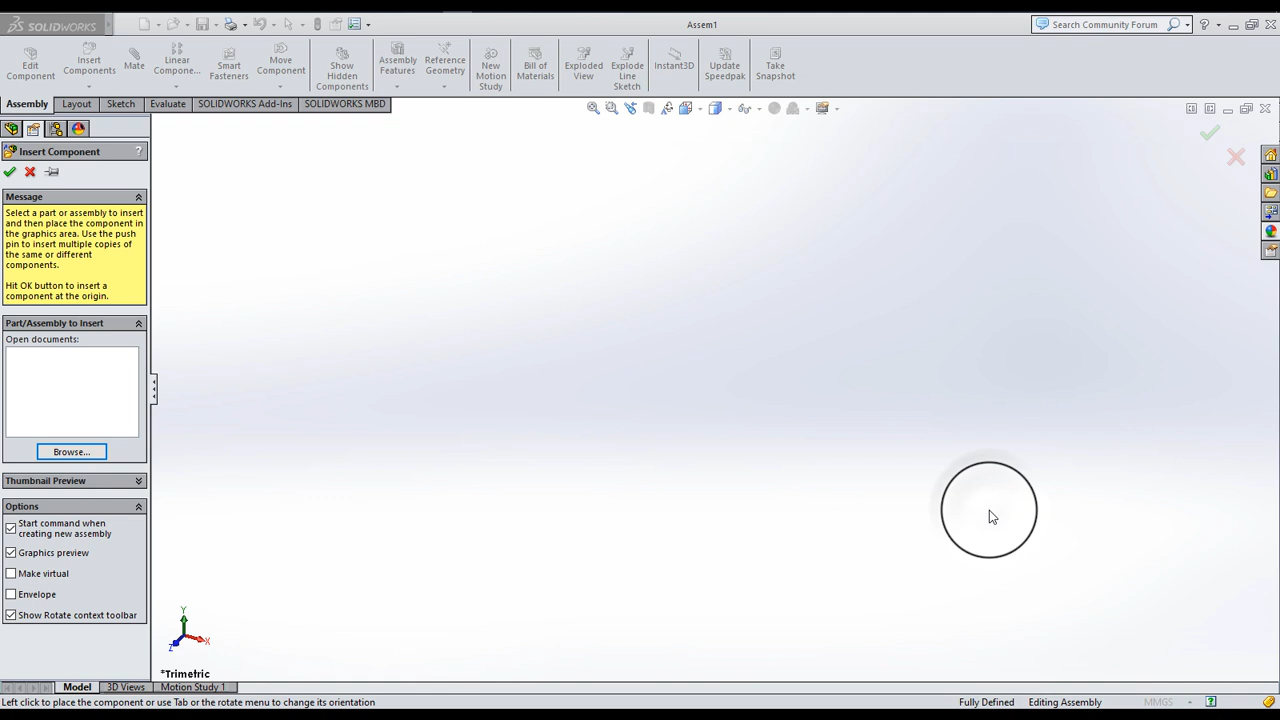 SOLIDWORKS
Assem1
Search Community Forum
Edit Component
Insert Components
Mate
Linear Compone...
Smart Fasteners
Move Component
Show Hidden Components
Assembly Features
Reference Geometry
New Motion Study
Bill of Materials
Exploded View
Explode Line Sketch
Instant3D
Update Speedpak
Take Snapshot
Assembly
Layout
Sketch
Evaluate
SOLIDWORKS Add-Ins
SOLIDWORKS MBD
Insert Component
?
Message
Select a part or assembly to insert
and then place the component in
the graphics area. Use the push
pin to insert multiple copies of
the same or different
components.
Hit OK button to insert a
component at the origin.
Part/Assembly to Insert
Open documents:
Browse...
Thumbnail Preview
Options
Start command when
creating new assembly
Graphics preview
Make virtual
Envelope
Show Rotate context toolbar
Y
X
Z
*Trimetric
Model
3D Views
Motion Study 1
Left click to place the component or use Tab or the rotate menu to change its orientation
Fully Defined
Editing Assembly
MMGS